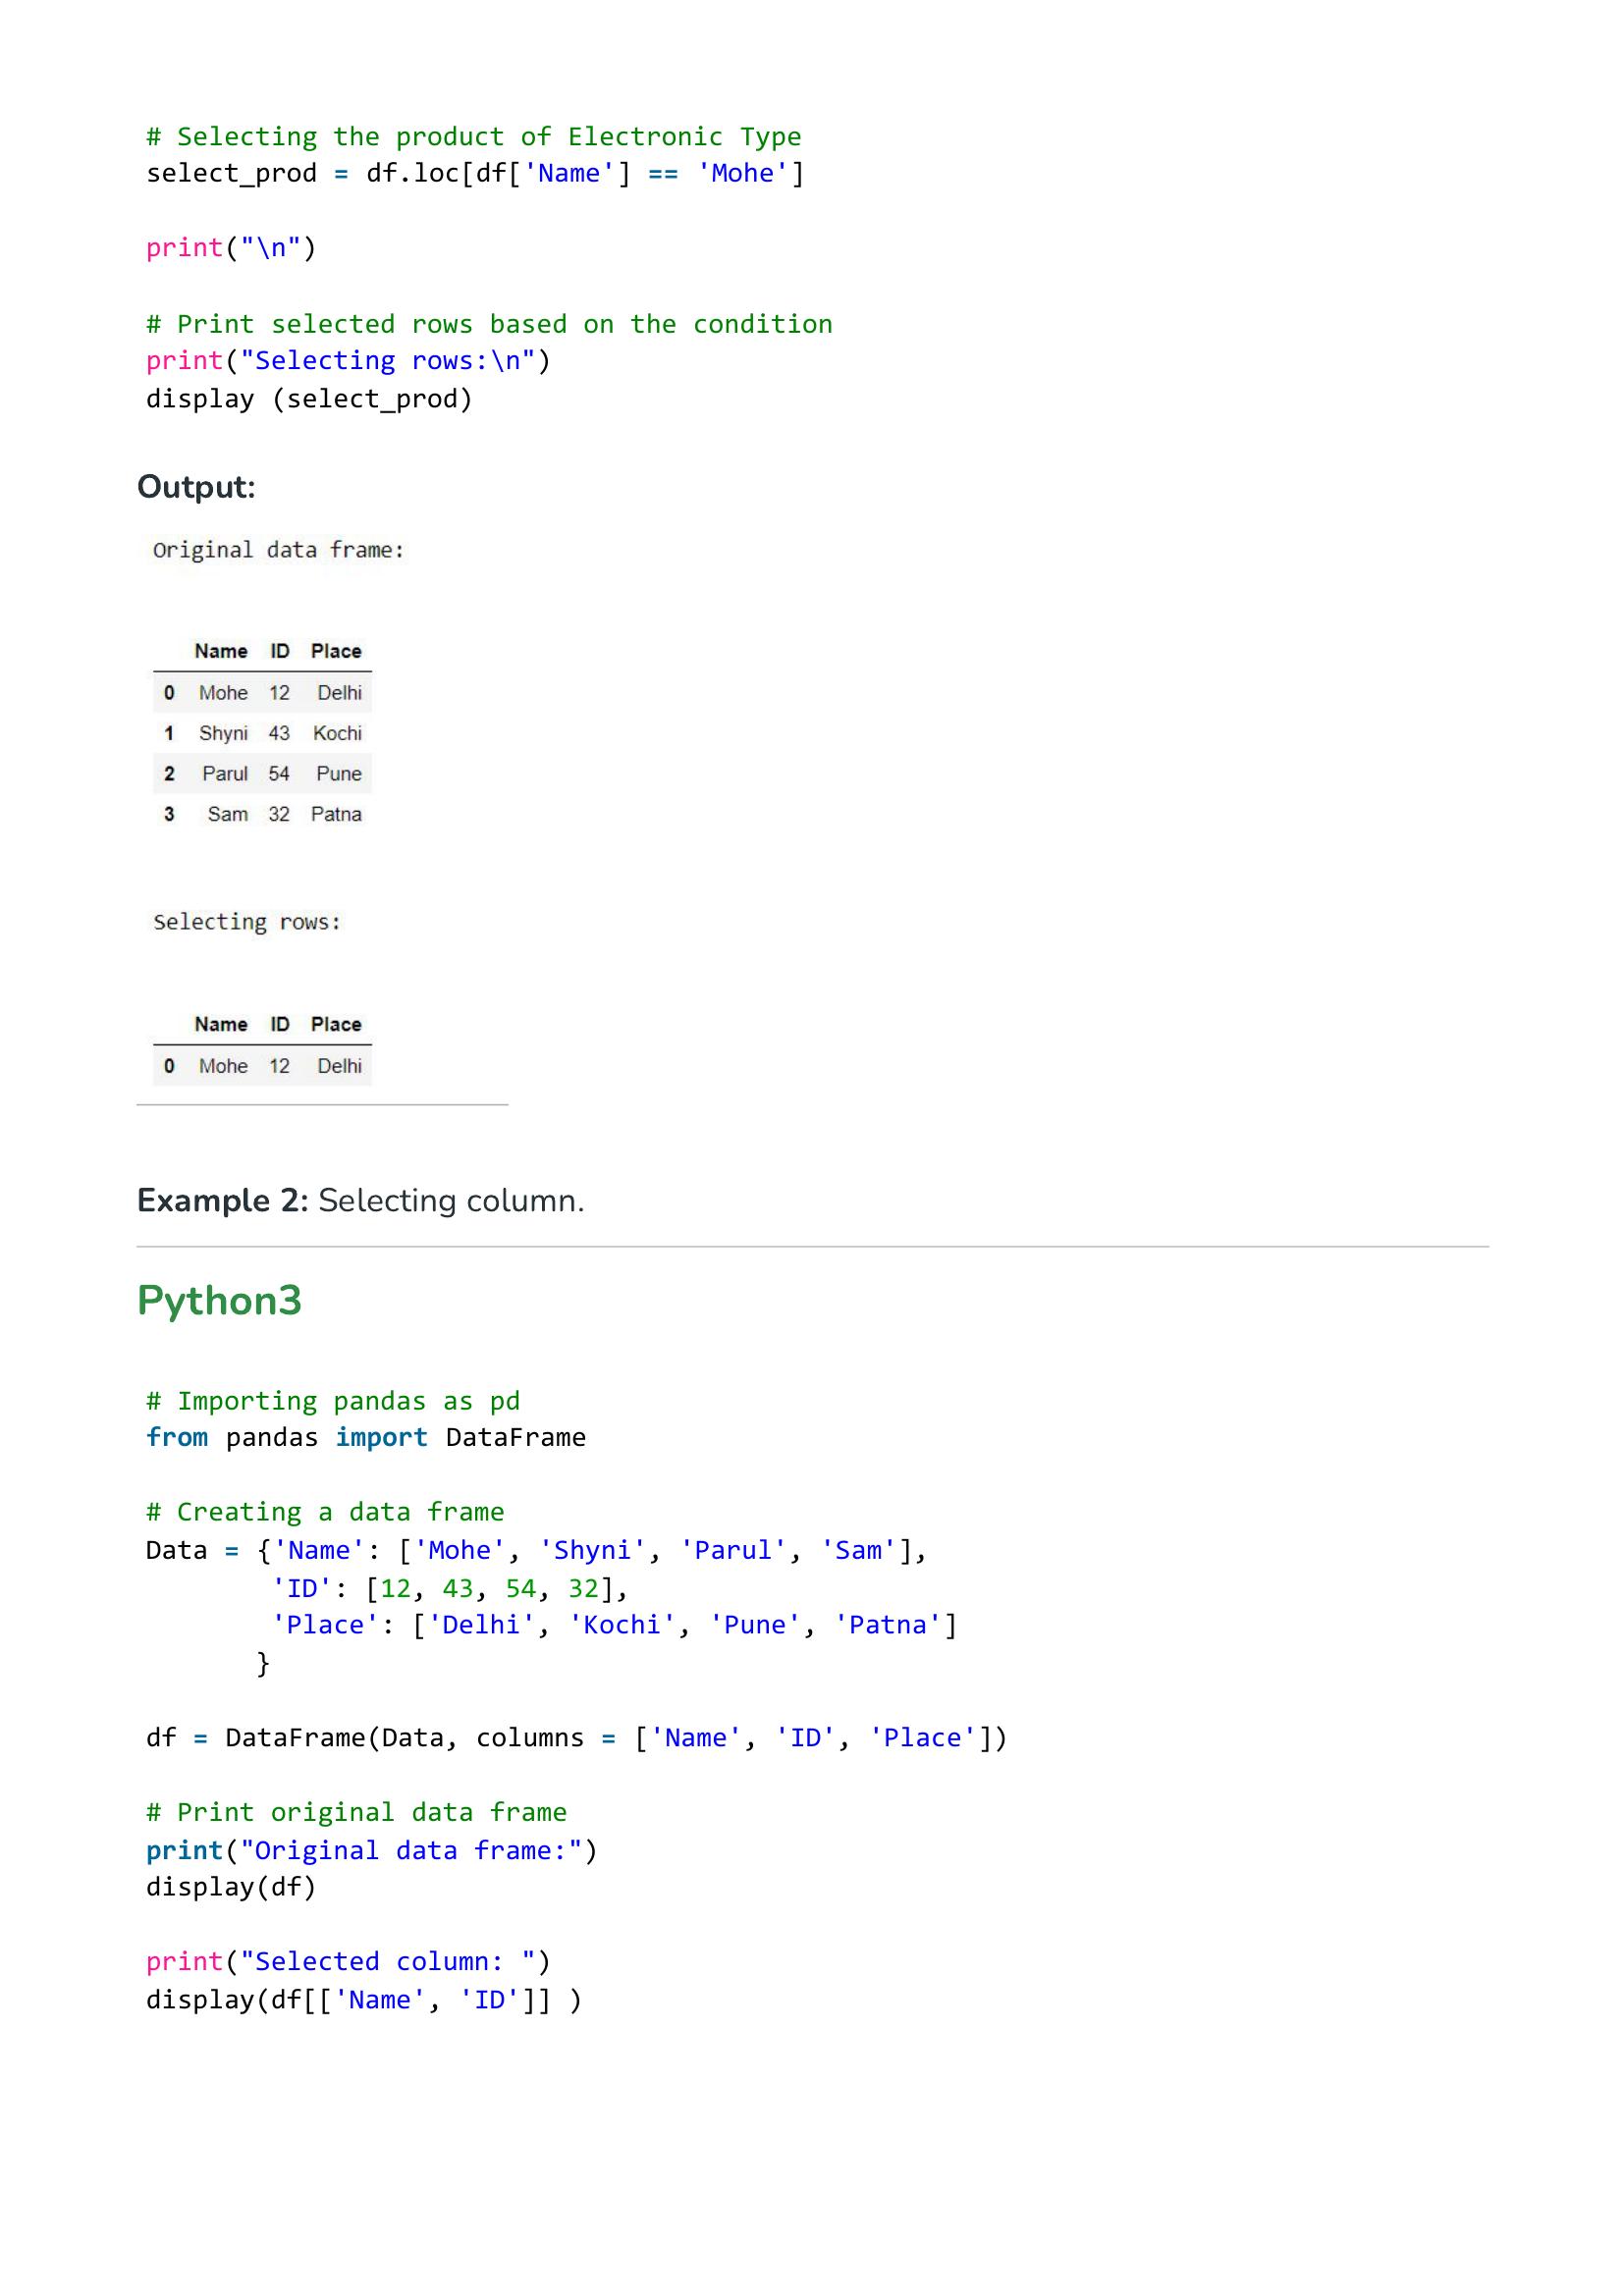 # Selecting the product of Electronic Type
select_prod = df.loc[df['Name'] == 'Mohe']
print("\n")
# Print selected rows based on the condition
print("Selecting rows:\n")
display (select_prod)
Output:
Original data frame:
Name ID Place
0 Mohe 12 Delhi
1 Shyni 43 Kochi
2 Parul 54 Pune
3 Sam 32 Patna
Selecting rows:
Name ID Place
0 Mohe 12 Delhi
Example 2: Selecting column.
Python3
# Importing pandas as pd
from pandas import DataFrame
# Creating a data frame
Data = {'Name': ['Mohe', 'Shyni', 'Parul', 'Sam'],
'ID': [12, 43, 54, 32],
'Place': ['Delhi', 'Kochi', 'Pune', 'Patna']
}
df = DataFrame(Data, columns = ['Name', 'ID', 'Place'])
# Print original data frame
print("Original data frame:")
display(df)
print("Selected column: ")
display(df[['Name', 'ID']] )